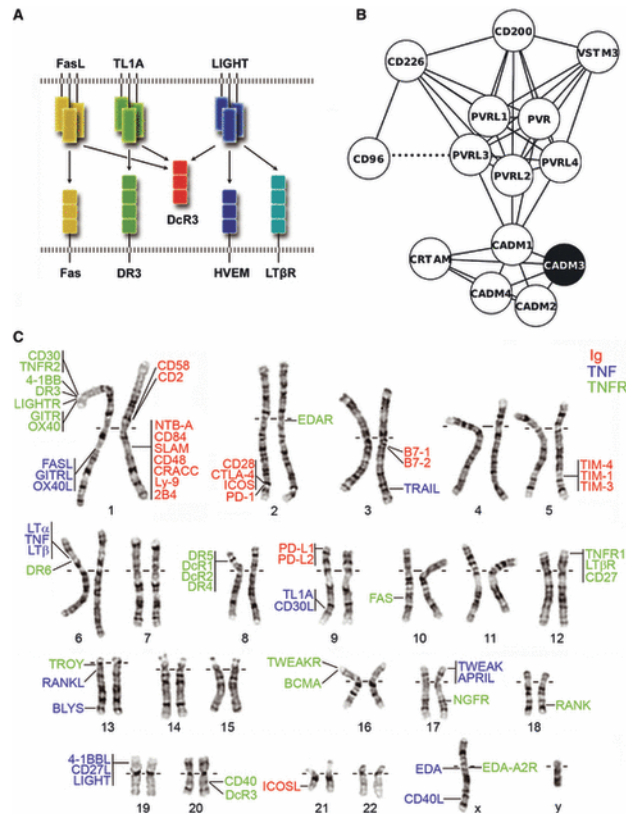 A
FasL TL1A LIGHT
DcR3
Fas DR3 HVEM LTβR
B
CD200
CD226 VSTM3
PVRL1 PVR
CD96 PVRL3 PVRL4
PVRL2
CADM1
CRTAM CADM3
CADM4 CADM2
C
Ig
TNF
TNFR
CD30
TNFR2
4-1BB
DR3
LIGHTR
GITR
OX40
FASL
GITRL
OX40L
CD58
CD2
NTB-A
CD84
SLAM
CD48
CRACC
Ly-9
2B4
1
EDAR
CD28
CTLA-4
ICOS
PD-1
2
B7-1
B7-2
TRAIL
3
4
TIM-4
TIM-1
TIM-3
5
LTα
TNF
LTβ
DR6
6
7
DR5
DcR1
DcR2
DR4
8
PD-L1
PD-L2
TL1A
CD30L
9
FAS
10
11
TNFR1
LTβR
CD27
12
TROY
RANKL
BLYS
13
14
15
TWEAKR
BCMA
16
TWEAK
APRIL
NGFR
17
RANK
18
4-1BBL
CD27L
LIGHT
19
CD40
DcR3
20
ICOSL
21
22
EDA
EDA-A2R
CD40L
x
y